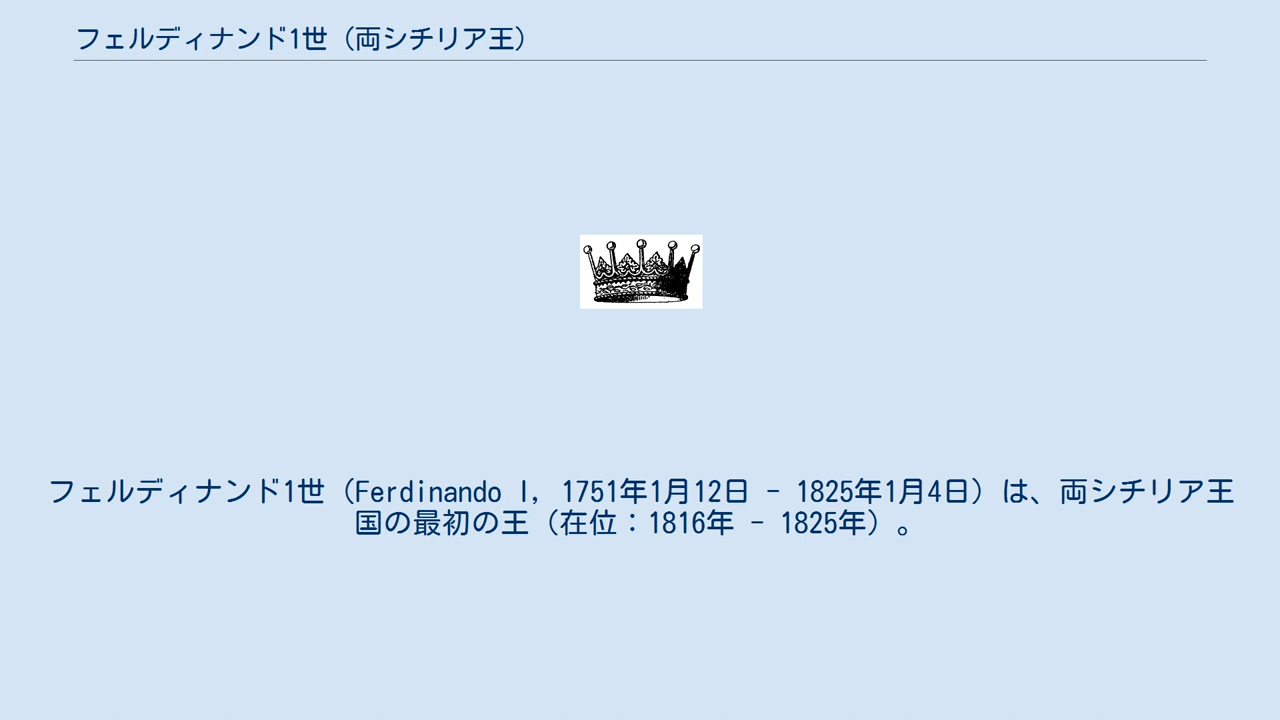 フェルディナンド1世（両シチリア王）
フェルディナンド1世（Ferdinando I, 1751年1月12日 - 1825年1月4日）は、両シチリア王
国の最初の王（在位：1816年 - 1825年）。